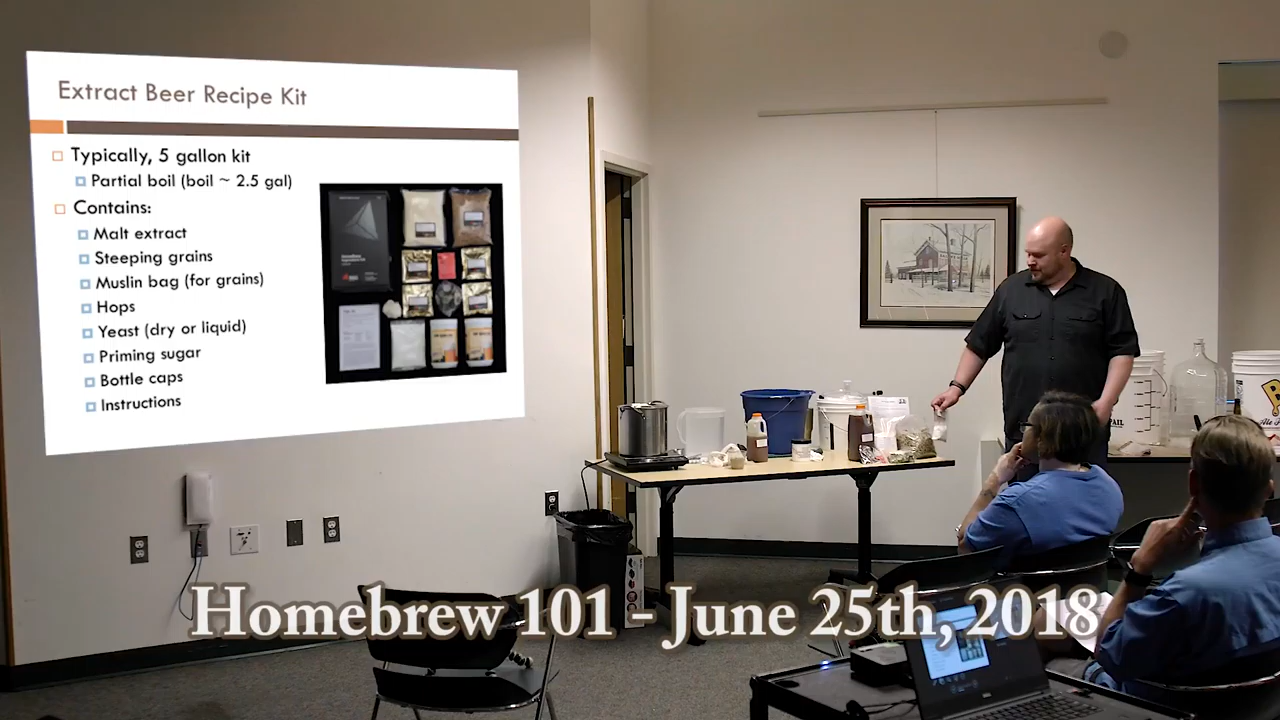 Extract Beer Recipe Kit
Typically, 5 gallon kit
Partial boil (boil ~ 2.5 gal)
Contains:
Malt extract
Steeping grains
Muslin bag (for grains)
Hops
Yeast (dry or liquid)
Priming sugar
Bottle caps
Instructions
Homebrew 101 - June 25th, 2018